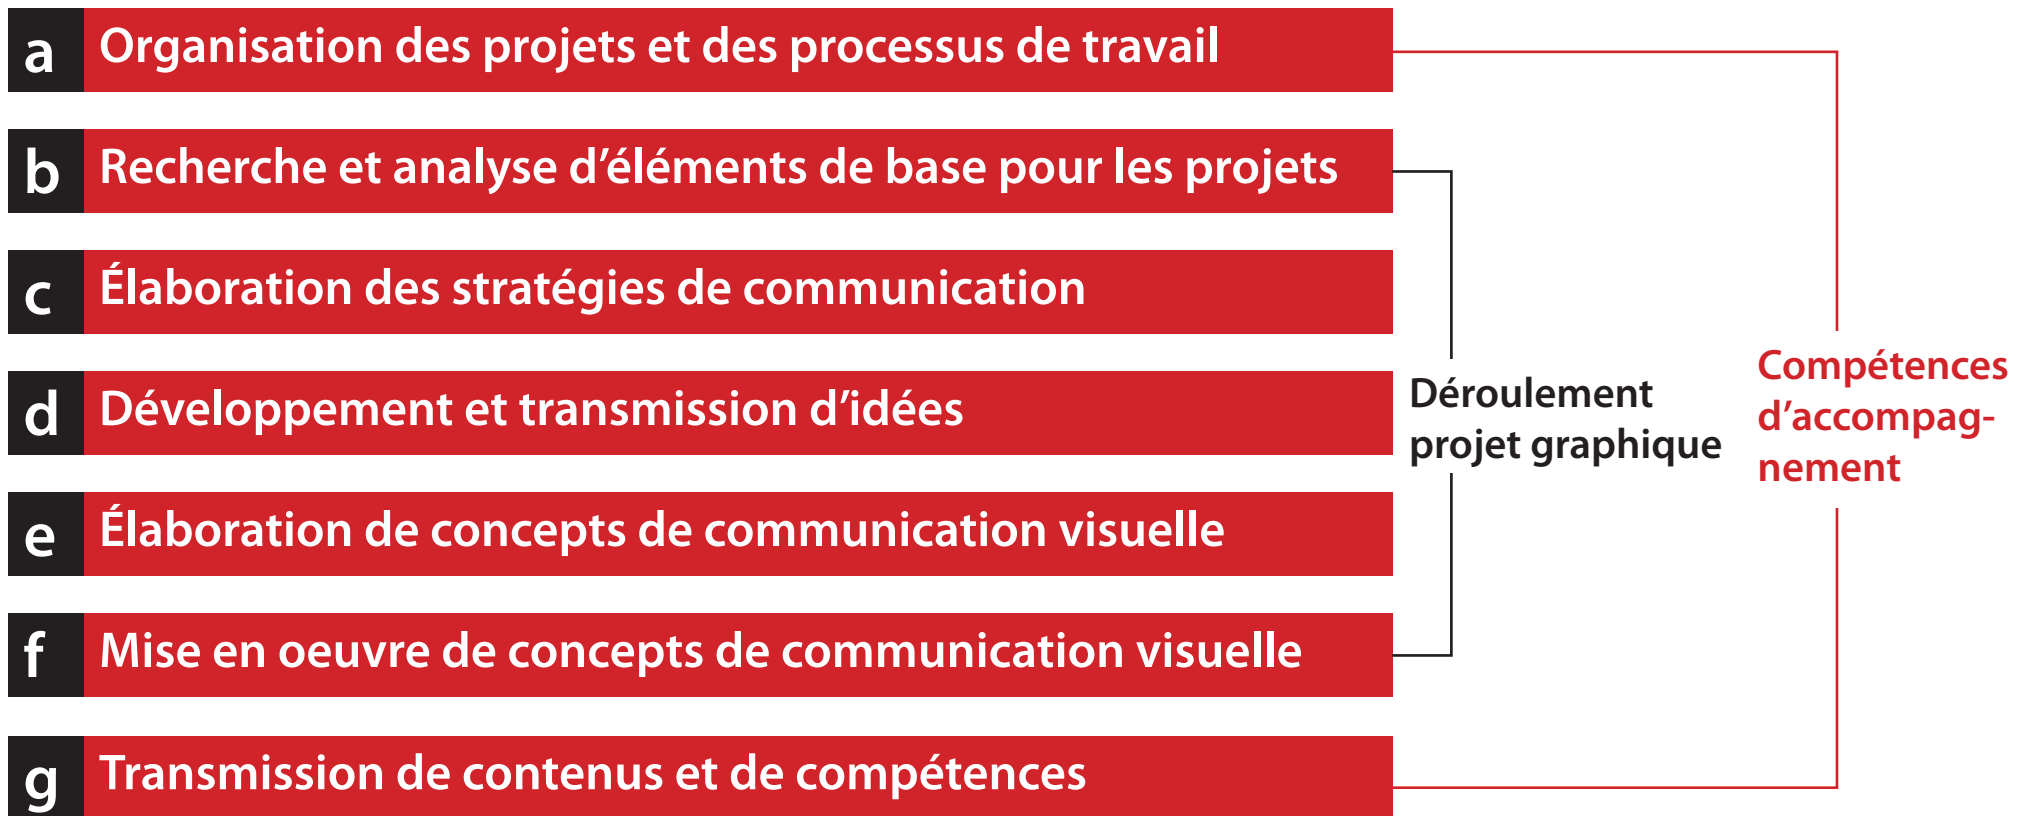 a Organisation des projets et des processus de travail
b Recherche et analyse d’éléments de base pour les projets
c Élaboration des stratégies de communication
d Développement et transmission d’idées
e Élaboration de concepts de communication visuelle
f Mise en oeuvre de concepts de communication visuelle
g Transmission de contenus et de compétences
Déroulement
projet graphique
Compétences
d’accompag-
nement